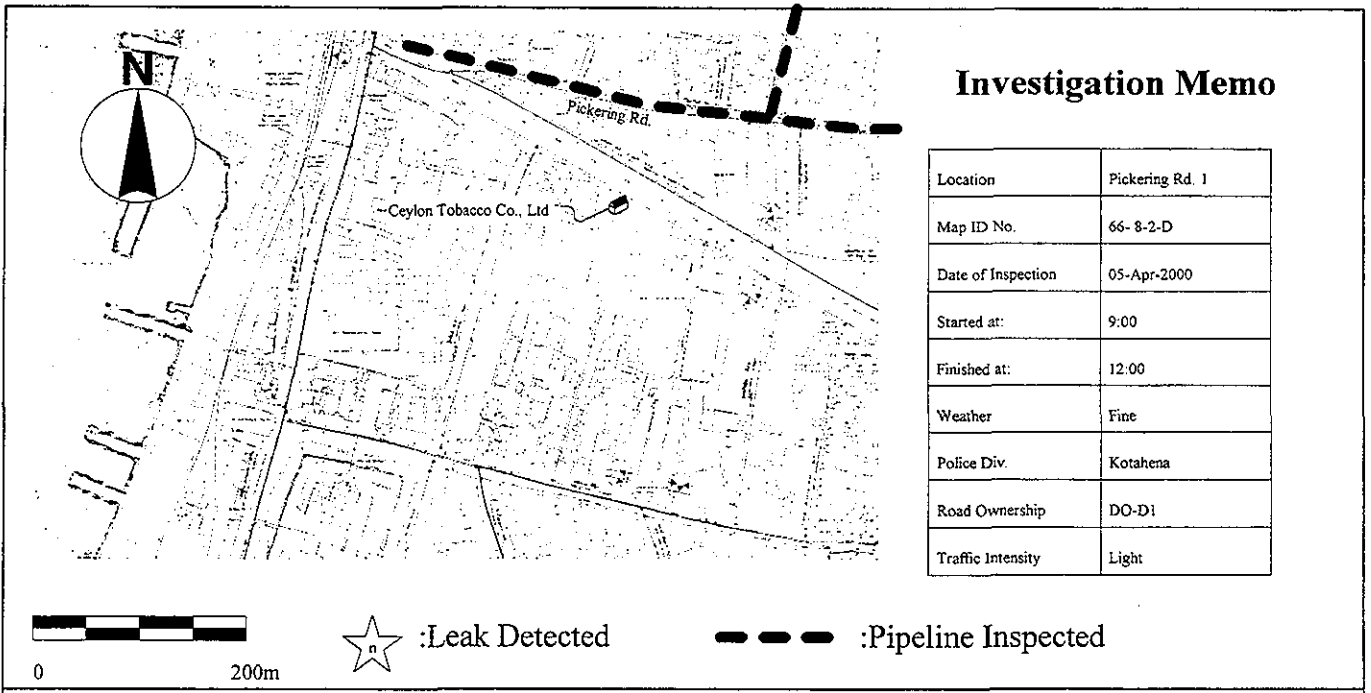 N
Pickering Rd.
Ceylon Tobacco Co., Ltd
Investigation Memo
Location Pickering Rd. 1
Map ID No. 66- 8-2-D
Date of Inspection 05-Apr-2000
Started at: 9:00
Finished at: 12:00
Weather Fine
Police Div. Kotahena
Road Ownership DO-D1
Traffic Intensity Light
0 200m
n :Leak Detected
:Pipeline Inspected